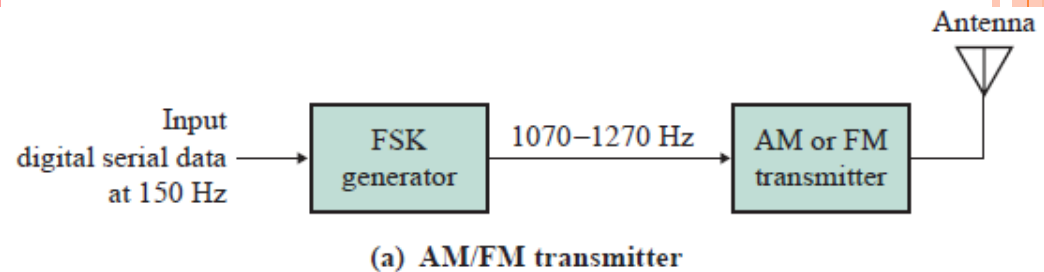 Antenna
Input
digital serial data
at 150 Hz
FSK
generator
1070–1270 Hz
AM or FM
transmitter
(a) AM/FM transmitter